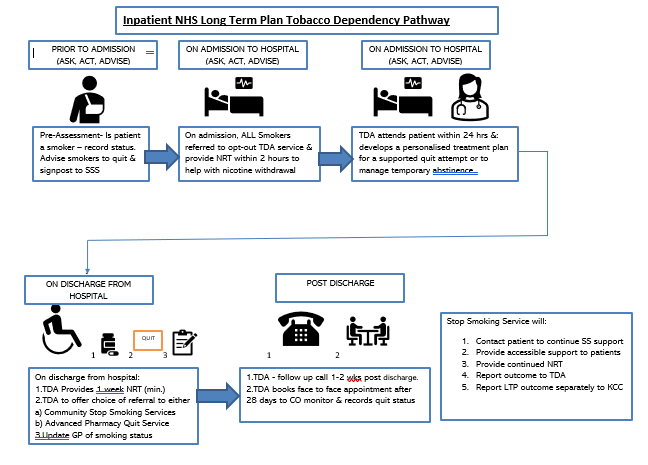 Inpatient NHS Long Term Plan Tobacco Dependency Pathway
PRIOR TO ADMISSION
(ASK, ACT, ADVISE)
ON ADMISSION TO HOSPITAL
(ASK, ACT, ADVISE)
ON ADMISSION TO HOSPITAL
(ASK, ACT, ADVISE)
Pre-Assessment- Is patient
a smoker – record status.
Advise smokers to quit &
signpost to SSS
On admission, ALL Smokers
referred to opt-out TDA service &
provide NRT within 2 hours to
help with nicotine withdrawal
TDA attends patient within 24 hrs &:
develops a personalised treatment plan
for a supported quit attempt or to
manage temporary abstinence..
ON DISCHARGE FROM
HOSPITAL
QUIT
1 2 3
On discharge from hospital:
1.TDA Provides 1 week NRT (min.)
2.TDA to offer choice of referral to either
a) Community Stop Smoking Services
b) Advanced Pharmacy Quit Service
3.Update GP of smoking status
POST DISCHARGE
1 2
1.TDA - follow up call 1-2 wks post discharge.
2.TDA books face to face appointment after
28 days to CO monitor & records quit status
Stop Smoking Service will:
1. Contact patient to continue SS support
2. Provide accessible support to patients
3. Provide continued NRT
4. Report outcome to TDA
5. Report LTP outcome separately to KCC